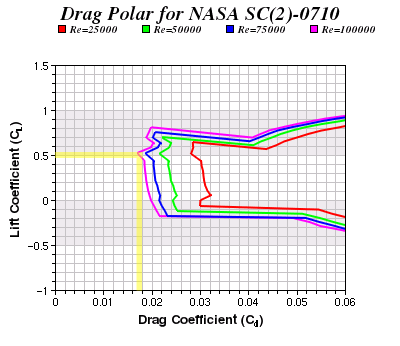 Drag Polar for NASA SC(2)-0710
Re=25000 Re=50000 Re=75000 Re=100000
Lift Coefficient (CL)
1.5
1
0.5
0
-0.5
-1
0 0.01 0.02 0.03 0.04 0.05 0.06
Drag Coefficient (Cd)